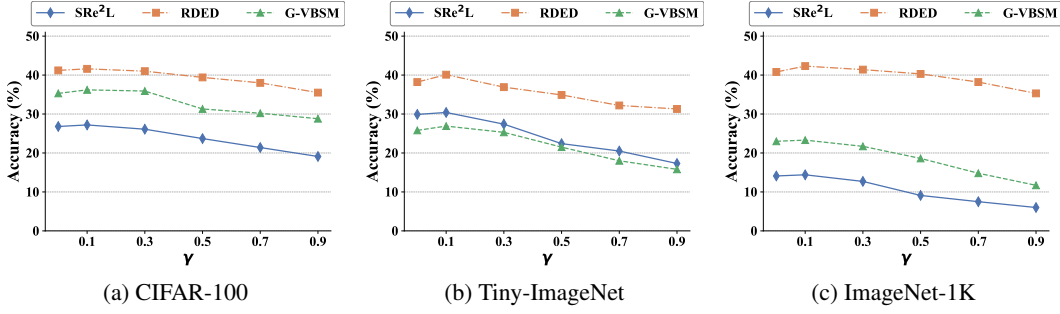 SRe²L RDED G-VBSM
Accuracy (%)
50
40
30
20
10
0
0.1 0.3 0.5 0.7 0.9
γ
(a) CIFAR-100
SRe²L RDED G-VBSM
Accuracy (%)
50
40
30
20
10
0
0.1 0.3 0.5 0.7 0.9
γ
(b) Tiny-ImageNet
SRe²L RDED G-VBSM
Accuracy (%)
50
40
30
20
10
0
0.1 0.3 0.5 0.7 0.9
γ
(c) ImageNet-1K